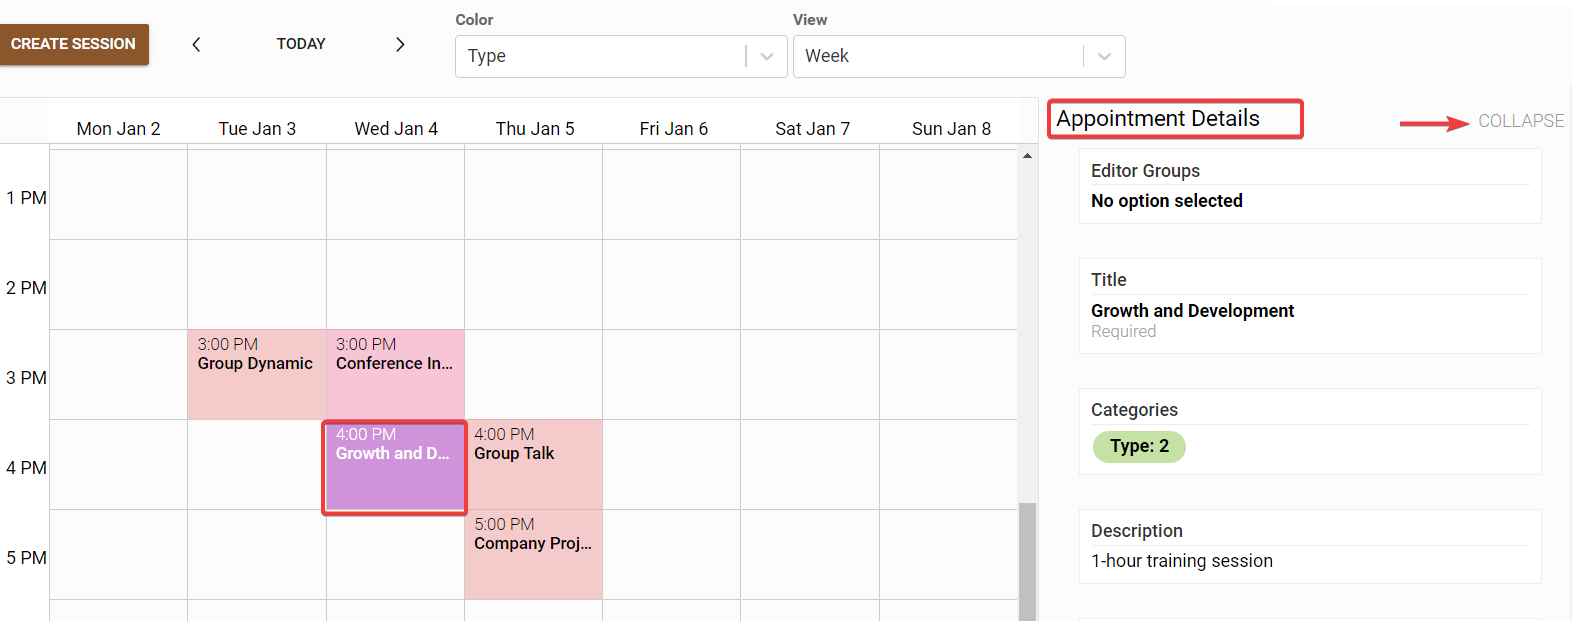 Color
View
CREATE SESSION
TODAY
Type
Week
Mon Jan 2
Tue Jan 3
Wed Jan 4
Thu Jan 5
Fri Jan 6
Sat Jan 7
Sun Jan 8
1 PM
2 PM
3 PM
4 PM
5 PM
3:00 PM
Group Dynamic
3:00 PM
Conference In...
4:00 PM
Growth and D...
4:00 PM
Group Talk
5:00 PM
Company Proj...
Appointment Details
COLLAPSE
Editor Groups
No option selected
Title
Growth and Development
Required
Categories
Type: 2
Description
1-hour training session